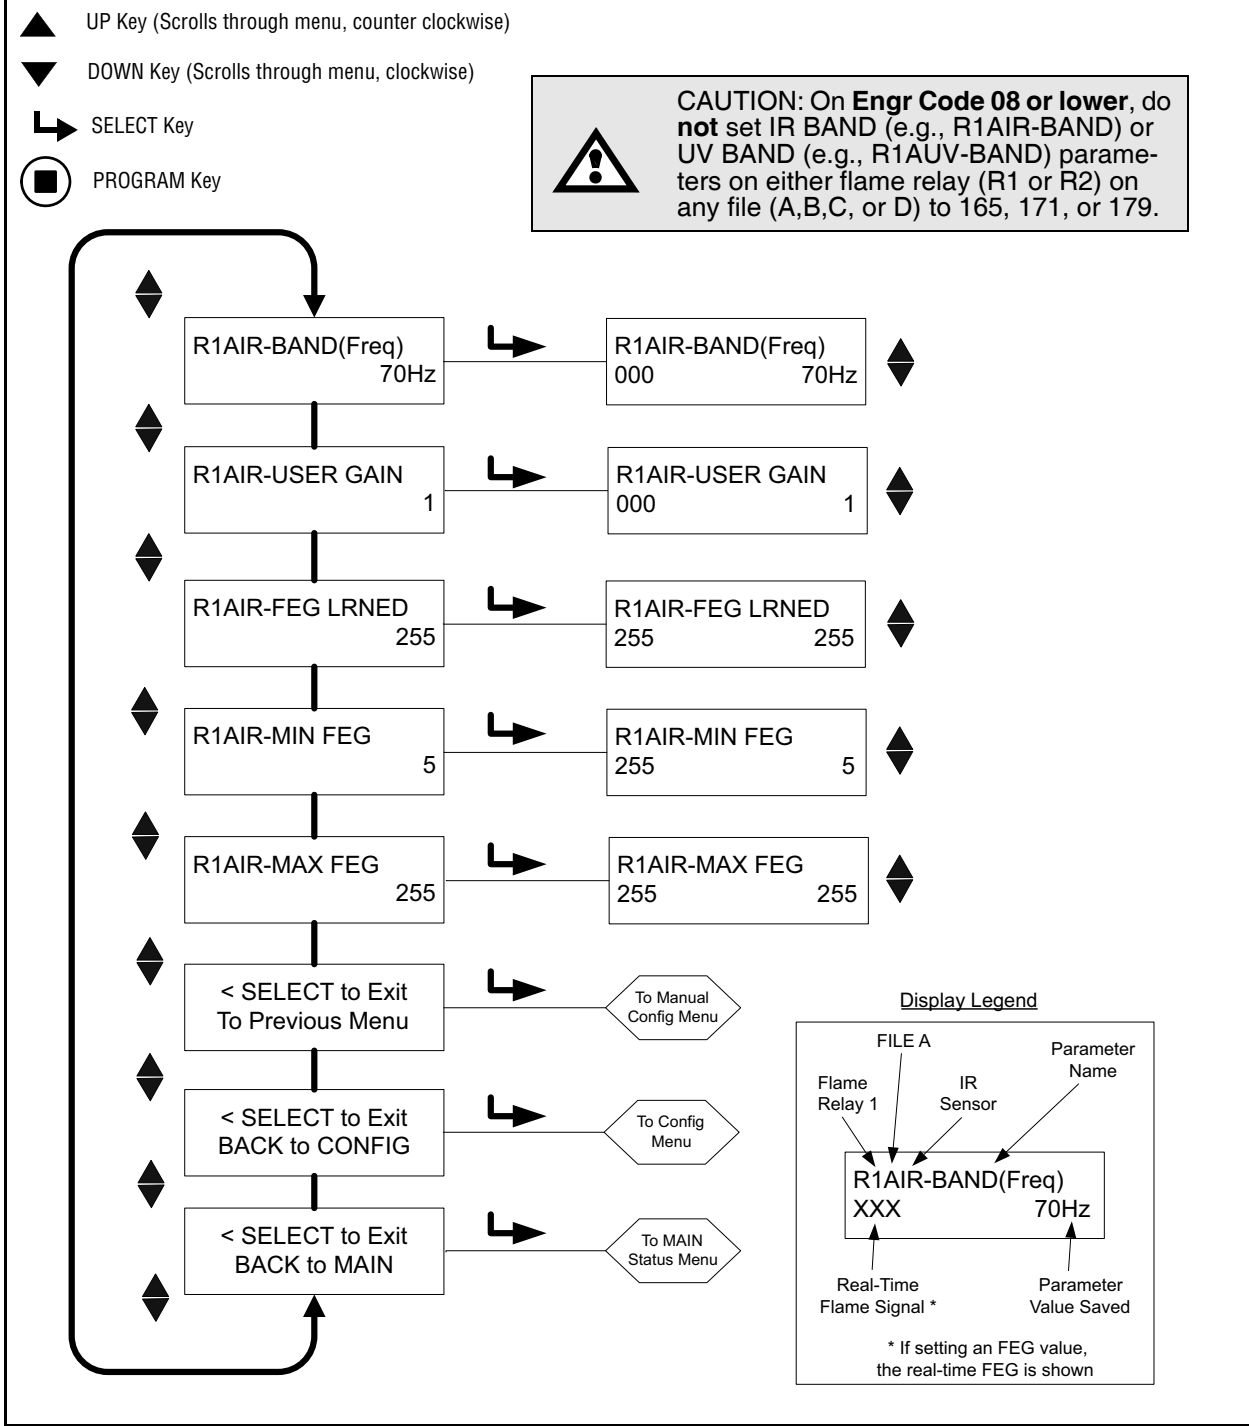 UP Key (Scrolls through menu, counter clockwise)
DOWN Key (Scrolls through menu, clockwise)
SELECT Key
PROGRAM Key
CAUTION: On Engr Code 08 or lower, do
not set IR BAND (e.g., R1AIR-BAND) or
UV BAND (e.g., R1AUV-BAND) parame-
ters on either flame relay (R1 or R2) on
any file (A,B,C, or D) to 165, 171, or 179.
R1AIR-BAND(Freq)
70Hz
R1AIR-BAND(Freq)
000 70Hz
R1AIR-USER GAIN
1
R1AIR-USER GAIN
000 1
R1AIR-FEG LRNED
255
R1AIR-FEG LRNED
255 255
R1AIR-MIN FEG
5
R1AIR-MIN FEG
255 5
R1AIR-MAX FEG
255
R1AIR-MAX FEG
255 255
< SELECT to Exit
To Previous Menu
To Manual
Config Menu
< SELECT to Exit
BACK to CONFIG
To Config
Menu
< SELECT to Exit
BACK to MAIN
To MAIN
Status Menu
Display Legend
FILE A
Parameter
Name
Flame
Relay 1
IR
Sensor
R1AIR-BAND(Freq)
XXX 70Hz
Real-Time
Flame Signal *
Parameter
Value Saved
* If setting an FEG value,
the real-time FEG is shown